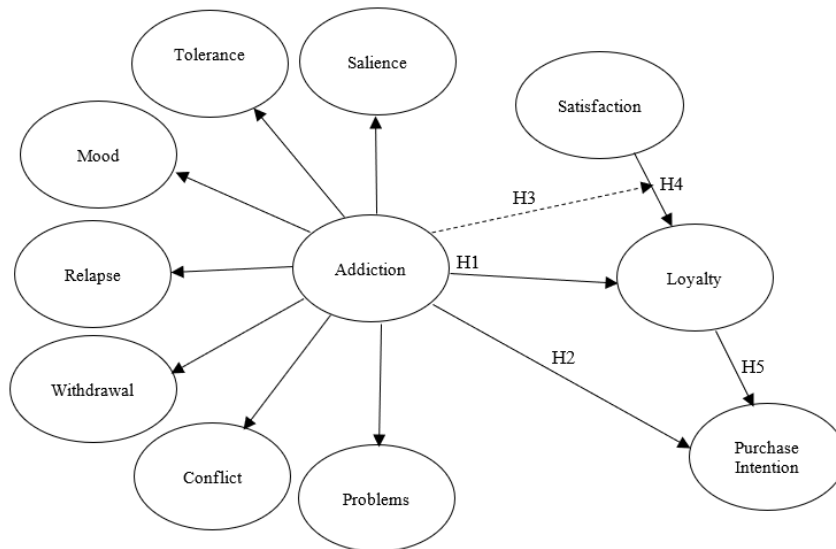 Tolerance
Salience
Satisfaction
Mood
H3
H4
Relapse
Addiction
H1
Loyalty
H2
H5
Withdrawal
Purchase
Intention
Conflict
Problems